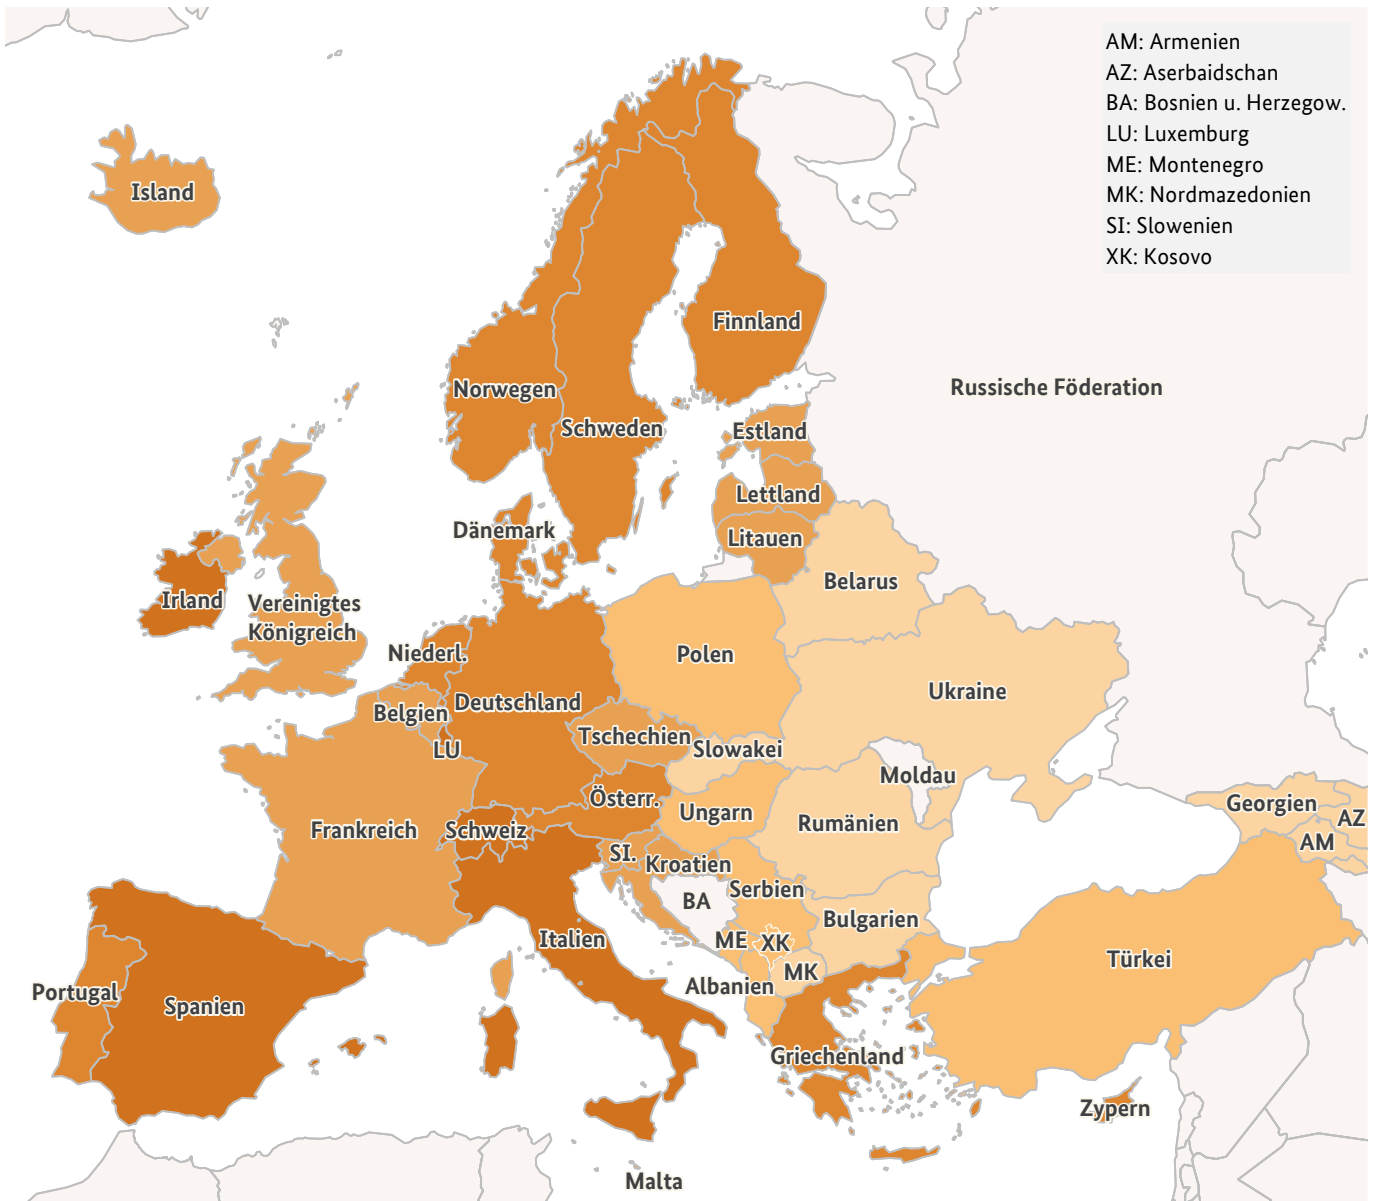 AM: Armenien
AZ: Aserbaidschan
BA: Bosnien u. Herzegow.
LU: Luxemburg
ME: Montenegro
MK: Nordmazedonien
SI: Slowenien
XK: Kosovo
Island
Finnland
Russische Föderation
Norwegen
Schweden
Estland
Lettland
Dänemark
Litauen
Belarus
Irland
Vereinigtes
Königreich
Niederl.
Polen
Ukraine
Deutschland
Belgien
Tschechien
LU
Slowakei
Moldau
Österr.
Georgien
Ungarn
AZ
Rumänien
Frankreich
Schweiz
AM
SI.
Kroatien
Serbien
BA
Bulgarien
Italien
ME
XK
Türkei
MK
Albanien
Portugal
Spanien
Griechenland
Zypern
Malta